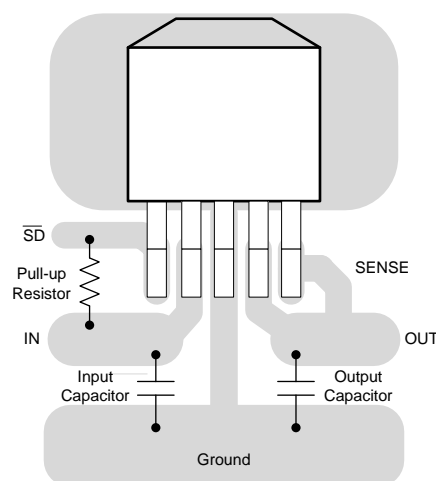 SD
Pull-up
Resistor
SENSE
IN
OUT
Input
Capacitor
Output
Capacitor
Ground